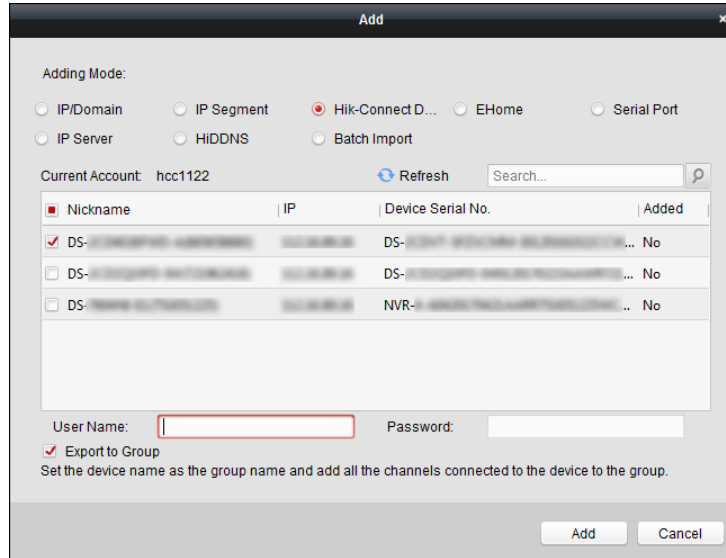 Add
Adding Mode:
IP/Domain IP Segment Hik-Connect D... EHome Serial Port
IP Server HiDDNS Batch Import
Current Account: hcc1122 Refresh Search...
Nickname IP Device Serial No. Added
DS- DS- ... No
DS- DS- ... No
DS- NVR- ... No
User Name: Password:
Export to Group
Set the device name as the group name and add all the channels connected to the device to the group.
Add Cancel